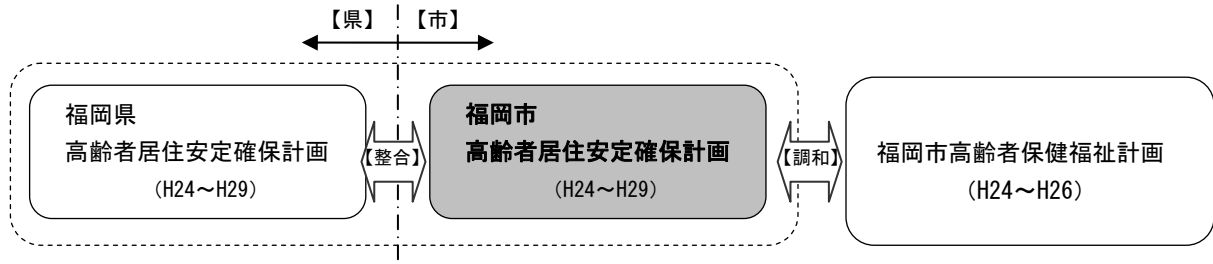 【県】 【市】
福岡県
高齢者居住安定確保計画
(H24～H29)
【整合】
福岡市
高齢者居住安定確保計画
(H24～H29)
【調和】
福岡市高齢者保健福祉計画
(H24～H26)